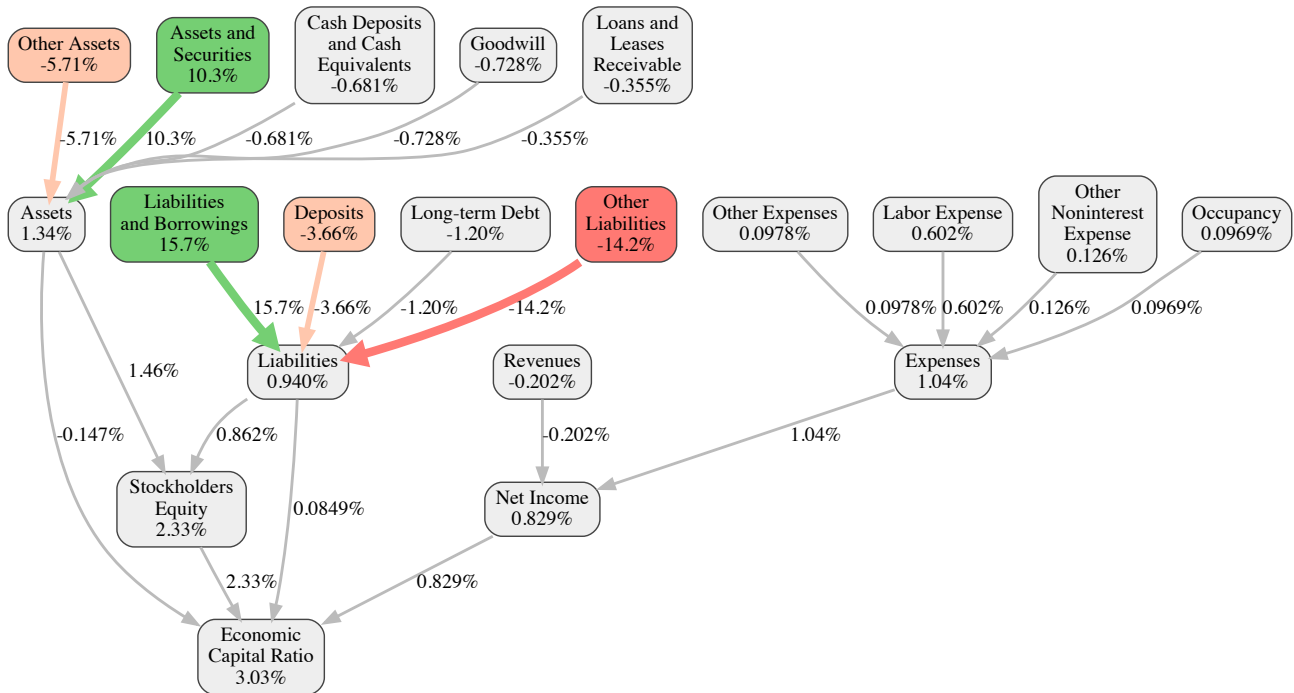 Other Assets
-5.71%
Assets and
Securities
10.3%
Cash Deposits
and Cash
Equivalents
-0.681%
Goodwill
-0.728%
Loans and
Leases
Receivable
-0.355%
-5.71%
10.3%
-0.681%
-0.728%
-0.355%
Assets
1.34%
Liabilities
and Borrowings
15.7%
Deposits
-3.66%
Long-term Debt
-1.20%
Other
Liabilities
-14.2%
Other Expenses
0.0978%
Labor Expense
0.602%
Other
Noninterest
Expense
0.126%
Occupancy
0.0969%
15.7%
-3.66%
-1.20%
-14.2%
0.0978%
0.602%
0.126%
0.0969%
Liabilities
0.940%
Revenues
-0.202%
Expenses
1.04%
1.46%
-0.147%
0.862%
-0.202%
1.04%
Stockholders
Equity
2.33%
0.0849%
Net Income
0.829%
2.33%
0.829%
Economic
Capital Ratio
3.03%